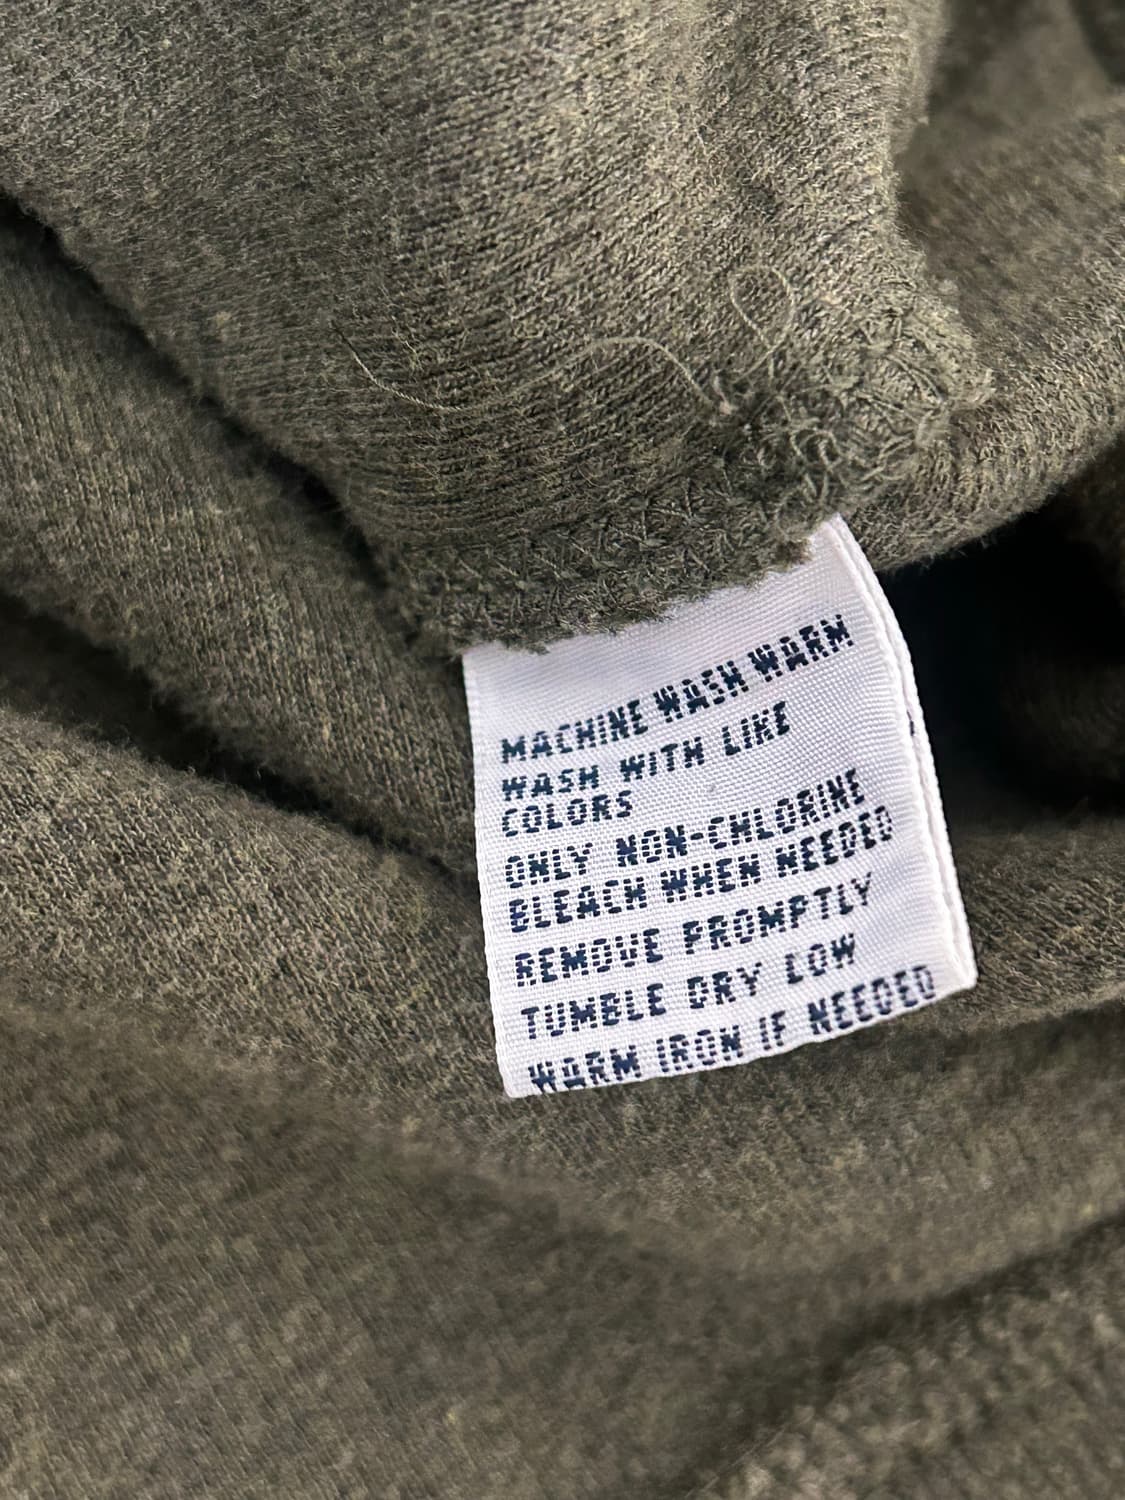 MACHINE WASH WARM
WASH WITH LIKE
COLORS
ONLY NON-CHLORINE
BLEACH WHEN NEEDED
REMOVE PROMPTLY
TUMBLE DRY LOW
WARM IRON IF NEEDED